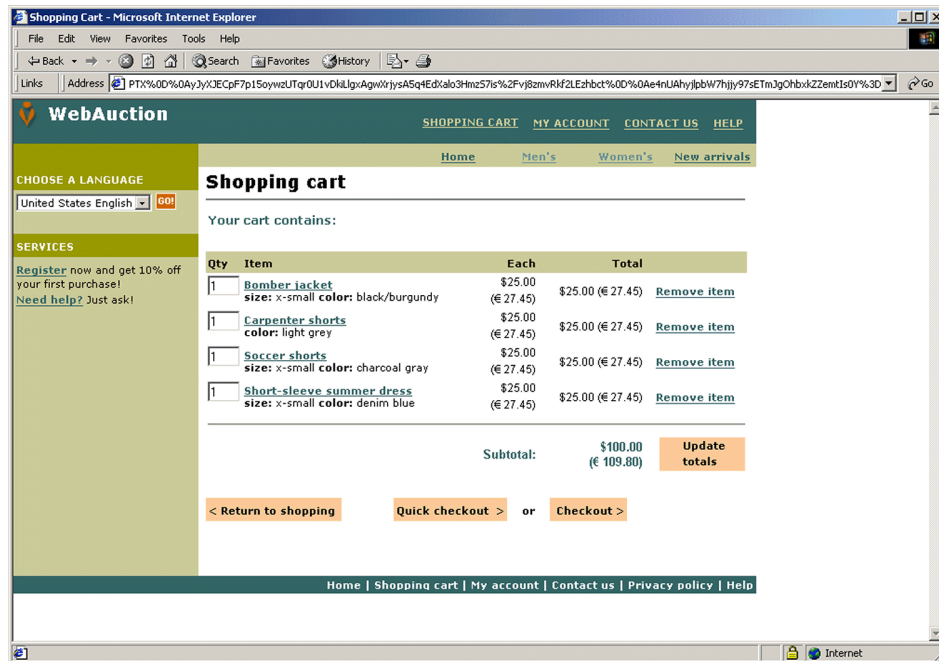 Shopping Cart - Microsoft Internet Explorer
File Edit View Favorites Tools Help
Back Search Favorites History
Links Address Go
WebAuction
SHOPPING CART MY ACCOUNT CONTACT US HELP
Home Men's Women's New arrivals
CHOOSE A LANGUAGE
United States English GO!
Shopping cart
Your cart contains:
SERVICES
Register now and get 10% off
your first purchase!
Need help? Just ask!
Qty Item Each Total
1 Bomber jacket $25.00
size: x-small color: black/burgundy (€ 27.45) $25.00 (€ 27.45) Remove item
1 Carpenter shorts $25.00
color: light grey (€ 27.45) $25.00 (€ 27.45) Remove item
1 Soccer shorts $25.00
size: x-small color: charcoal gray (€ 27.45) $25.00 (€ 27.45) Remove item
1 Short-sleeve summer dress $25.00
size: x-small color: denim blue (€ 27.45) $25.00 (€ 27.45) Remove item
Subtotal: $100.00
(€ 109.80)
Update
totals
< Return to shopping Quick checkout > or Checkout >
Home | Shopping cart | My account | Contact us | Privacy policy | Help
Internet